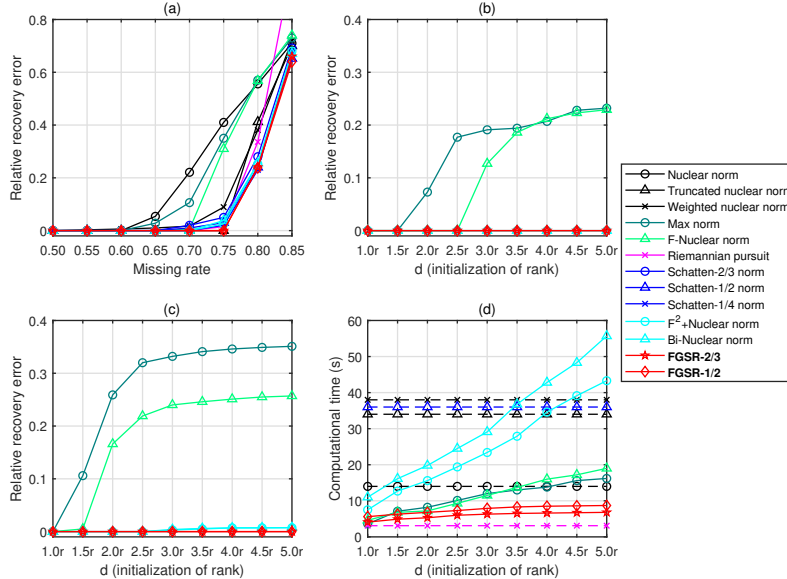 (a)
Relative recovery error
0.8
0.6
0.4
0.2
0
0.50 0.55 0.60 0.65 0.70 0.75 0.80 0.85
Missing rate
(b)
Relative recovery error
0.4
0.3
0.2
0.1
0
1.0r 1.5r 2.0r 2.5r 3.0r 3.5r 4.0r 4.5r 5.0r
d (initialization of rank)
Nuclear norm
Truncated nuclear norm
Weighted nuclear norm
Max norm
F-Nuclear norm
Riemannian pursuit
Schatten-2/3 norm
Schatten-1/2 norm
Schatten-1/4 norm
F²+Nuclear norm
Bi-Nuclear norm
FGSR-2/3
FGSR-1/2
(c)
Relative recovery error
0.4
0.3
0.2
0.1
0
1.0r 1.5r 2.0r 2.5r 3.0r 3.5r 4.0r 4.5r 5.0r
d (initialization of rank)
(d)
Computational time (s)
60
50
40
30
20
10
0
1.0r 1.5r 2.0r 2.5r 3.0r 3.5r 4.0r 4.5r 5.0r
d (initialization of rank)